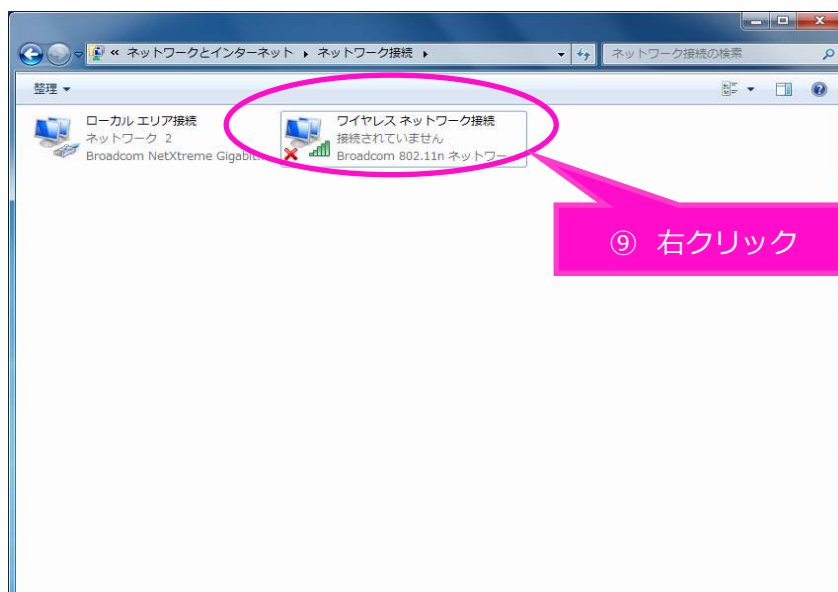 « ネットワークとインターネット ▸ ネットワーク接続 ▸
ネットワーク接続の検索
整理 ▼
ローカル エリア接続
ネットワーク 2
Broadcom NetXtreme Gigabit...
ワイヤレス ネットワーク接続
接続されていません
Broadcom 802.11n ネットワー...
⑨ 右クリック